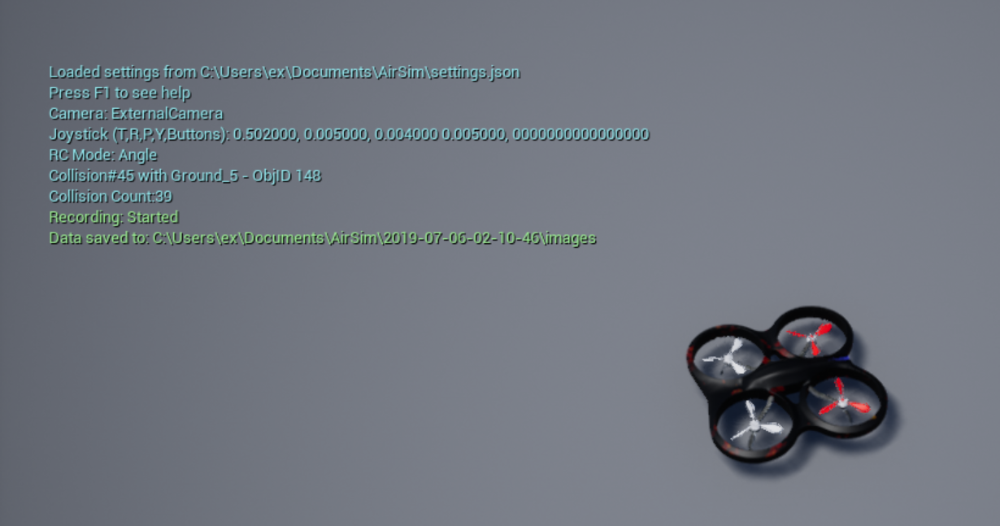 Loaded settings from C:\Users\ex\Documents\AirSim\settings.json
Press F1 to see help
Camera: ExternalCamera
Joystick (T,R,P,Y,Buttons): 0.502000, 0.005000, 0.004000 0.005000, 0000000000000000
RC Mode: Angle
Collision#45 with Ground_5 - ObjID 148
Collision Count:39
Recording: Started
Data saved to: C:\Users\ex\Documents\AirSim\2019-07-06-02-10-46\images